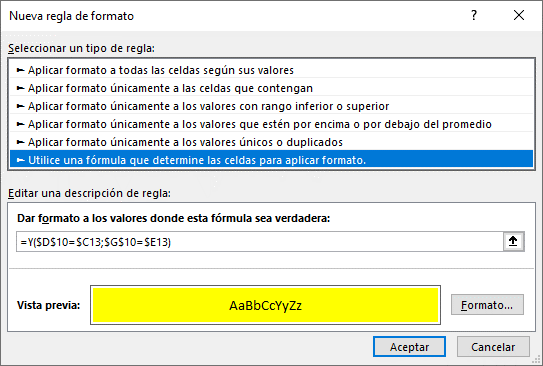 Nueva regla de formato
Seleccionar un tipo de regla:
► Aplicar formato a todas las celdas según sus valores
► Aplicar formato únicamente a las celdas que contengan
► Aplicar formato únicamente a los valores con rango inferior o superior
► Aplicar formato únicamente a los valores que estén por encima o por debajo del promedio
► Aplicar formato únicamente a los valores únicos o duplicados
► Utilice una fórmula que determine las celdas para aplicar formato.
Editar una descripción de regla:
Dar formato a los valores donde esta fórmula sea verdadera:
=Y($D$10=$C13;$G$10=$E13)
Vista previa:
AaBbCcYyZz
Formato...
Aceptar
Cancelar